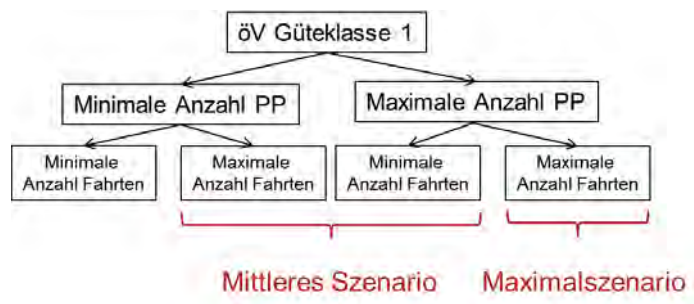 öV Güteklasse 1
Minimale Anzahl PP
Maximale Anzahl PP
Minimale
Anzahl Fahrten
Maximale
Anzahl Fahrten
Minimale
Anzahl Fahrten
Maximale
Anzahl Fahrten
Mittleres Szenario
Maximalszenario